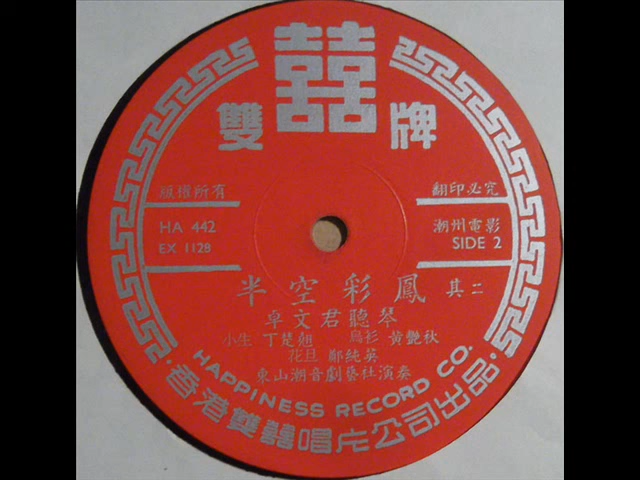 雙囍牌
版權所有
翻印必究
HA 442
EX 1128
潮州電影
SIDE 2
半空彩鳳 其二
卓文君聽琴
小生 丁楚翹 烏衫 黃艷秋
花旦 鄭純英
東山潮音劇藝社演奏
HAPPINESS RECORD CO.
·香港雙囍唱片公司出品·